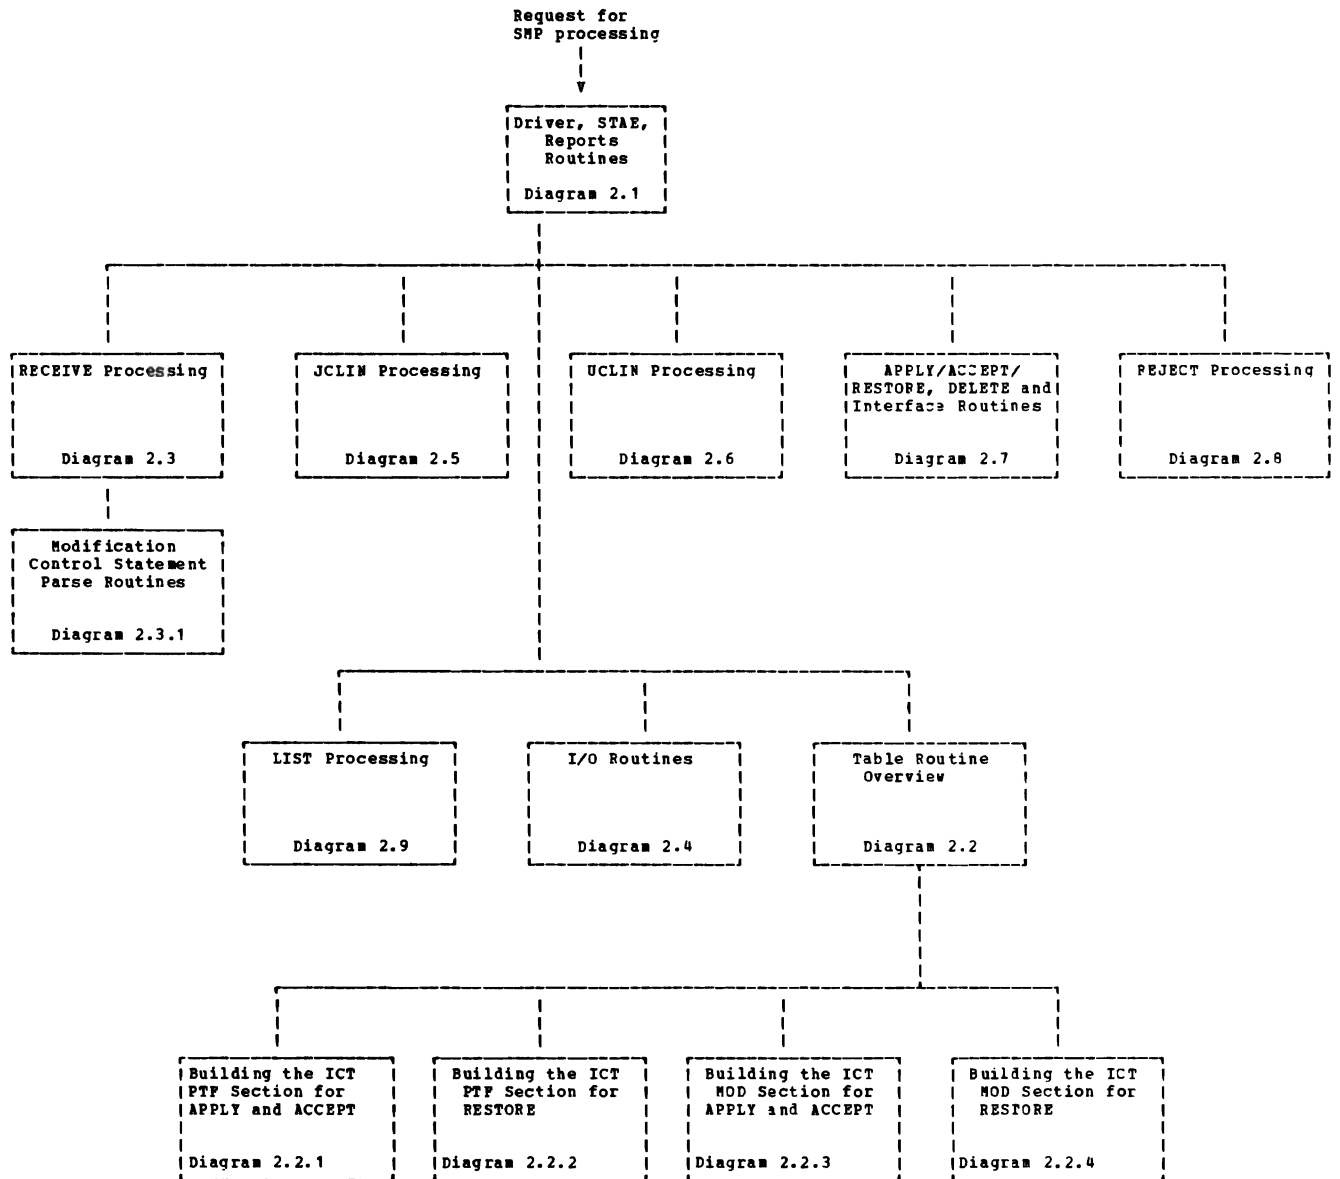 Request for
SMP processing
Driver, STAE,
Reports
Routines
Diagram 2.1
RECEIVE Processing
Diagram 2.3
JCLIN Processing
Diagram 2.5
UCLIN Processing
Diagram 2.6
APPLY/ACCEPT/
RESTORE, DELETE and
Interface Routines
Diagram 2.7
REJECT Processing
Diagram 2.8
Modification
Control Statement
Parse Routines
Diagram 2.3.1
LIST Processing
Diagram 2.9
I/O Routines
Diagram 2.4
Table Routine
Overview
Diagram 2.2
Building the ICT
PTF Section for
APPLY and ACCEPT
Diagram 2.2.1
Building the ICT
PTF Section for
RESTORE
Diagram 2.2.2
Building the ICT
MOD Section for
APPLY and ACCEPT
Diagram 2.2.3
Building the ICT
MOD Section for
RESTORE
Diagram 2.2.4